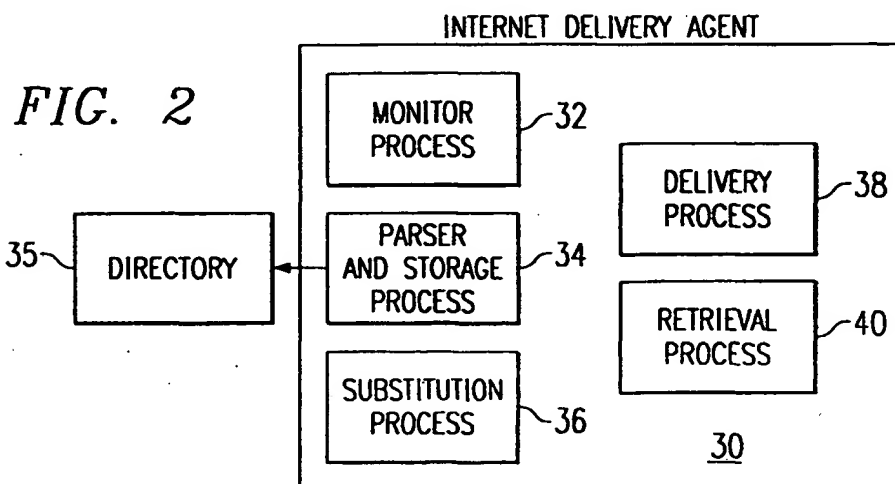 INTERNET DELIVERY AGENT
FIG. 2
MONITOR
PROCESS
32
DELIVERY
PROCESS
38
35
DIRECTORY
PARSER
AND STORAGE
PROCESS
34
RETRIEVAL
PROCESS
40
SUBSTITUTION
PROCESS
36
30